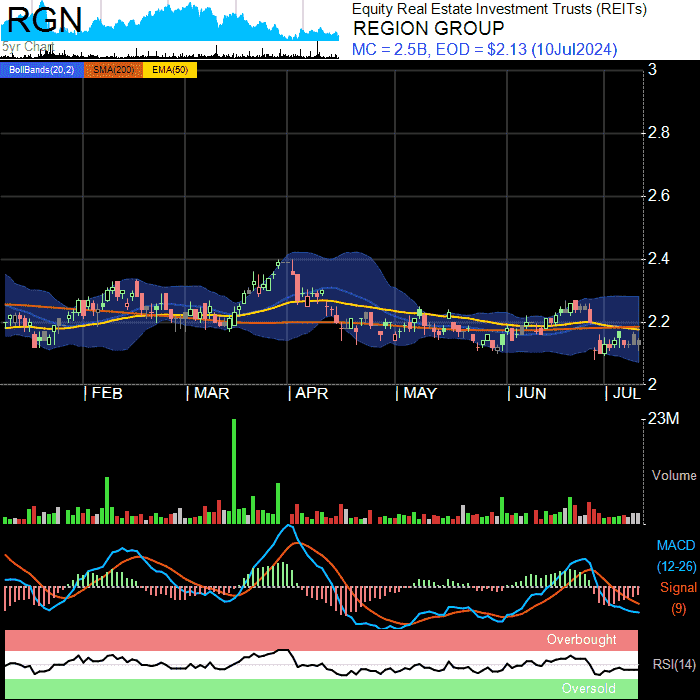 RGN
5yr Chart
Equity Real Estate Investment Trusts (REITs)
REGION GROUP
MC = 2.5B, EOD = $2.13 (10Jul2024)
BollBands(20,2) SMA(200) EMA(50)
3
2.8
2.6
2.4
2.2
2
FEB MAR APR MAY JUN JUL
23M
Volume
MACD
(12-26)
Signal
(9)
Overbought
RSI(14)
Oversold